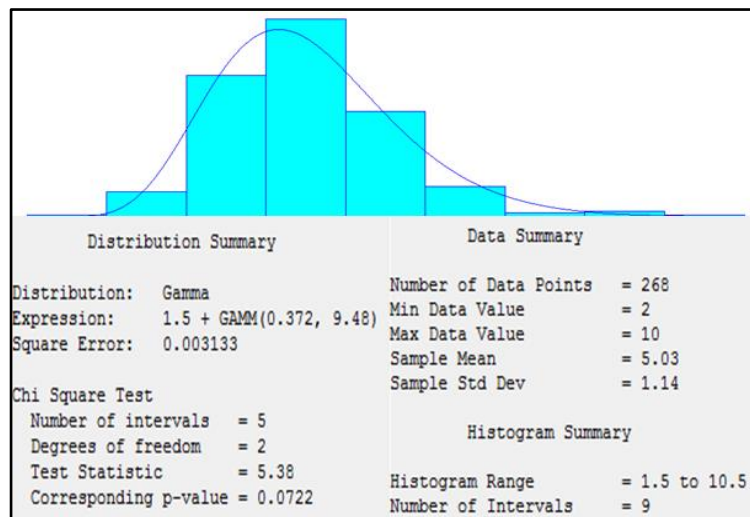 Distribution Summary
Distribution: Gamma
Expression: 1.5 + GAMM(0.372, 9.48)
Square Error: 0.003133
Chi Square Test
Number of intervals = 5
Degrees of freedom = 2
Test Statistic = 5.38
Corresponding p-value = 0.0722
Data Summary
Number of Data Points = 268
Min Data Value = 2
Max Data Value = 10
Sample Mean = 5.03
Sample Std Dev = 1.14
Histogram Summary
Histogram Range = 1.5 to 10.5
Number of Intervals = 9